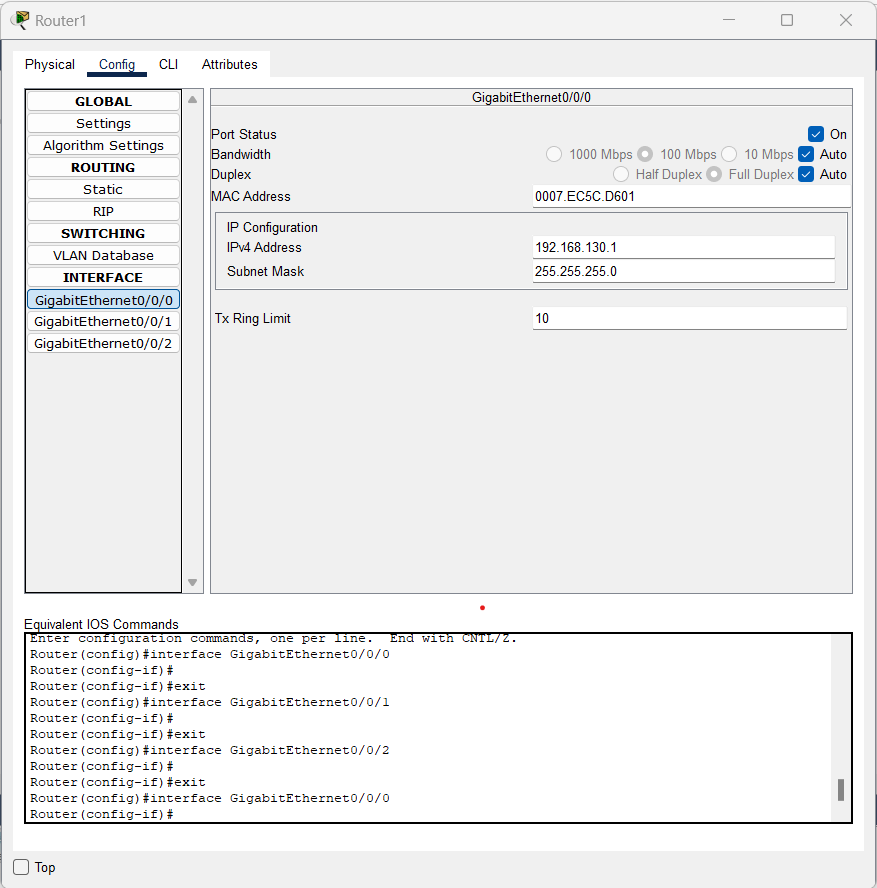 Router1
Physical Config CLI Attributes
GLOBAL
Settings
Algorithm Settings
ROUTING
Static
RIP
SWITCHING
VLAN Database
INTERFACE
GigabitEthernet0/0/0
GigabitEthernet0/0/1
GigabitEthernet0/0/2
GigabitEthernet0/0/0
Port Status On
Bandwidth 1000 Mbps 100 Mbps 10 Mbps Auto
Duplex Half Duplex Full Duplex Auto
MAC Address 0007.EC5C.D601
IP Configuration
IPv4 Address 192.168.130.1
Subnet Mask 255.255.255.0
Tx Ring Limit 10
Equivalent IOS Commands
Enter configuration commands, one per line.  End with CNTL/Z.
Router(config)#interface GigabitEthernet0/0/0
Router(config-if)#
Router(config-if)#exit
Router(config)#interface GigabitEthernet0/0/1
Router(config-if)#
Router(config-if)#exit
Router(config)#interface GigabitEthernet0/0/2
Router(config-if)#
Router(config-if)#exit
Router(config)#interface GigabitEthernet0/0/0
Router(config-if)#
Top